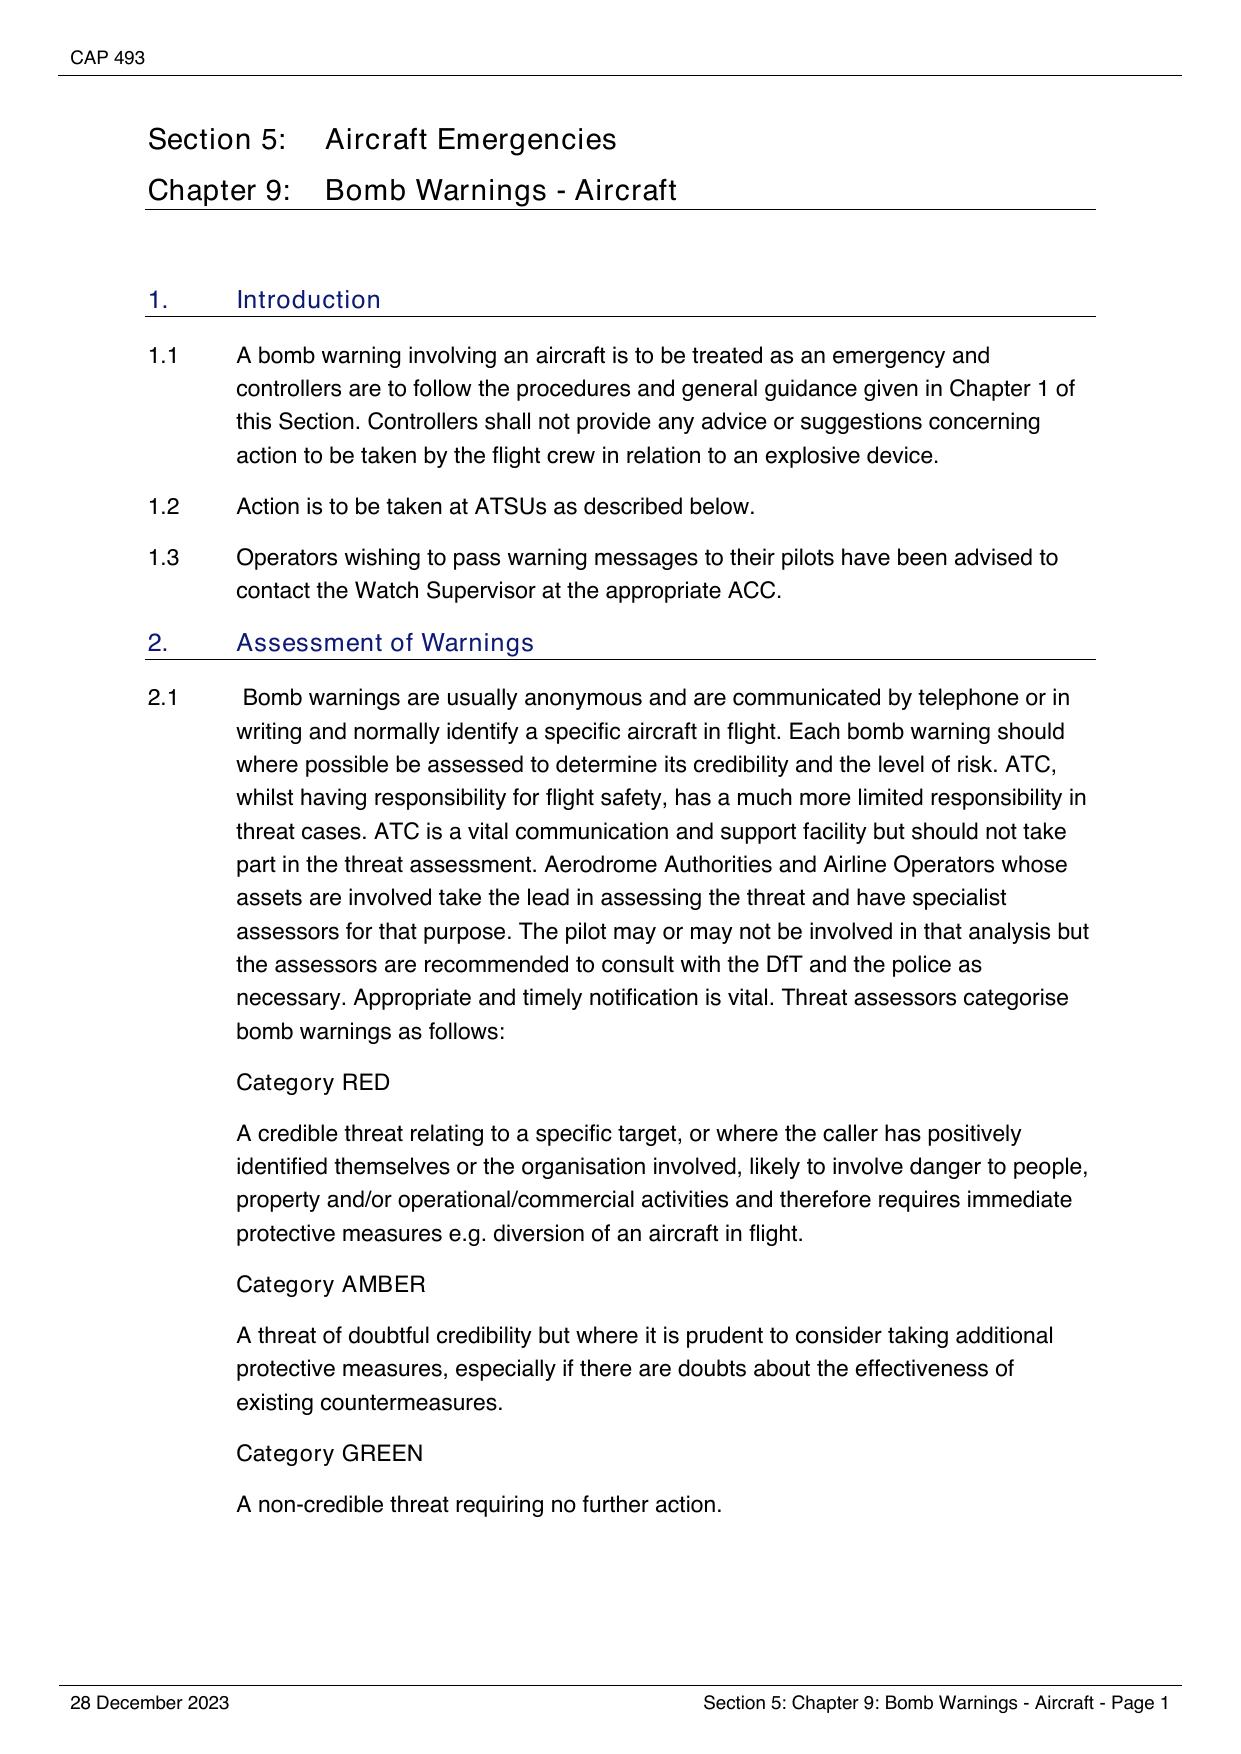 CAP 493
Section 5: Aircraft Emergencies
Chapter 9: Bomb Warnings - Aircraft
1. Introduction
1.1 A bomb warning involving an aircraft is to be treated as an emergency and
controllers are to follow the procedures and general guidance given in Chapter 1 of
this Section. Controllers shall not provide any advice or suggestions concerning
action to be taken by the flight crew in relation to an explosive device.
1.2 Action is to be taken at ATSUs as described below.
1.3 Operators wishing to pass warning messages to their pilots have been advised to
contact the Watch Supervisor at the appropriate ACC.
2. Assessment of Warnings
2.1 Bomb warnings are usually anonymous and are communicated by telephone or in
writing and normally identify a specific aircraft in flight. Each bomb warning should
where possible be assessed to determine its credibility and the level of risk. ATC,
whilst having responsibility for flight safety, has a much more limited responsibility in
threat cases. ATC is a vital communication and support facility but should not take
part in the threat assessment. Aerodrome Authorities and Airline Operators whose
assets are involved take the lead in assessing the threat and have specialist
assessors for that purpose. The pilot may or may not be involved in that analysis but
the assessors are recommended to consult with the DfT and the police as
necessary. Appropriate and timely notification is vital. Threat assessors categorise
bomb warnings as follows:
Category RED
A credible threat relating to a specific target, or where the caller has positively
identified themselves or the organisation involved, likely to involve danger to people,
property and/or operational/commercial activities and therefore requires immediate
protective measures e.g. diversion of an aircraft in flight.
Category AMBER
A threat of doubtful credibility but where it is prudent to consider taking additional
protective measures, especially if there are doubts about the effectiveness of
existing countermeasures.
Category GREEN
A non-credible threat requiring no further action.
28 December 2023 Section 5: Chapter 9: Bomb Warnings - Aircraft - Page 1